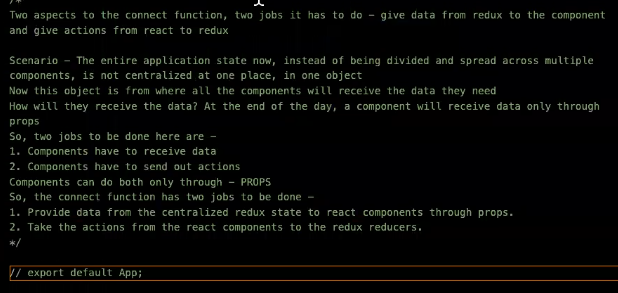 /*
Two aspects to the connect function, two jobs it has to do - give data from redux to the component
and give actions from react to redux
Scenario - The entire application state now, instead of being divided and spread across multiple
components, is not centralized at one place, in one object
Now this object is from where all the components will receive the data they need
How will they receive the data? At the end of the day, a component will receive data only through
props
So, two jobs to be done here are -
1. Components have to receive data
2. Components have to send out actions
Components can do both only through - PROPS
So, the connect function has two jobs to be done -
1. Provide data from the centralized redux state to react components through props.
2. Take the actions from the react components to the redux reducers.
*/
// export default App;